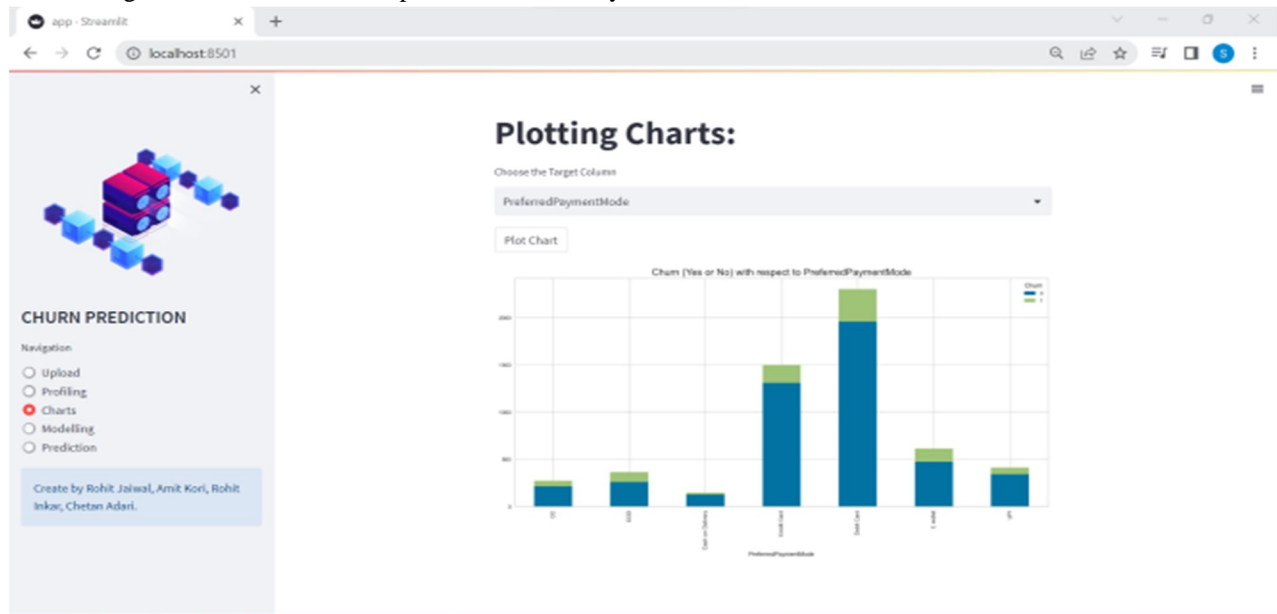 app · Streamlit
localhost:8501
S
Plotting Charts:
Choose the Target Column
PreferredPaymentMode
Plot Chart
CHURN PREDICTION
Navigation
Upload
Profiling
Charts
Modelling
Prediction
Create by Rohit Jaiwal, Amit Kori, Rohit
Inkar, Chetan Adari.
Churn (Yes or No) with respect to PreferredPaymentMode
Churn
0
1
2000
1500
1000
500
0
CC
COD
Cash on Delivery
Credit Card
Debit Card
E wallet
UPI
PreferredPaymentMode